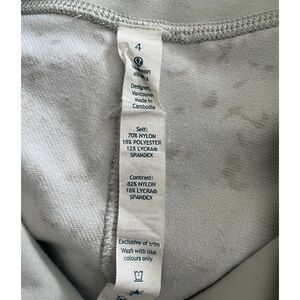 4
lululemon
Designed
Vancouver
Made in
Cambodia
Self:
70% NYLON
18% POLYESTER
12% LYCRA®
SPANDEX
Contrast:
82% NYLON
18% LYCRA®
SPANDEX
Exclusive of trim
Wash with like
colours only